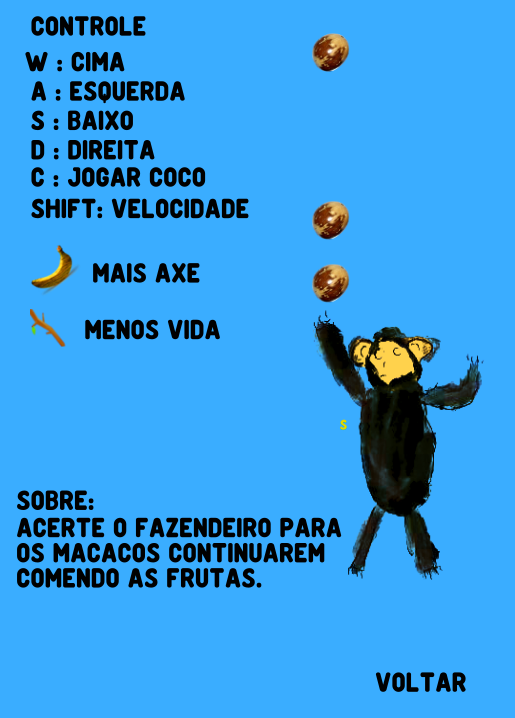 CONTROLE
W : CIMA
A : ESQUERDA
S : BAIXO
D : DIREITA
C : JOGAR COCO
SHIFT: VELOCIDADE
MAIS AXE
MENOS VIDA
S
SOBRE:
ACERTE O FAZENDEIRO PARA
OS MACACOS CONTINUAREM
COMENDO AS FRUTAS.
VOLTAR